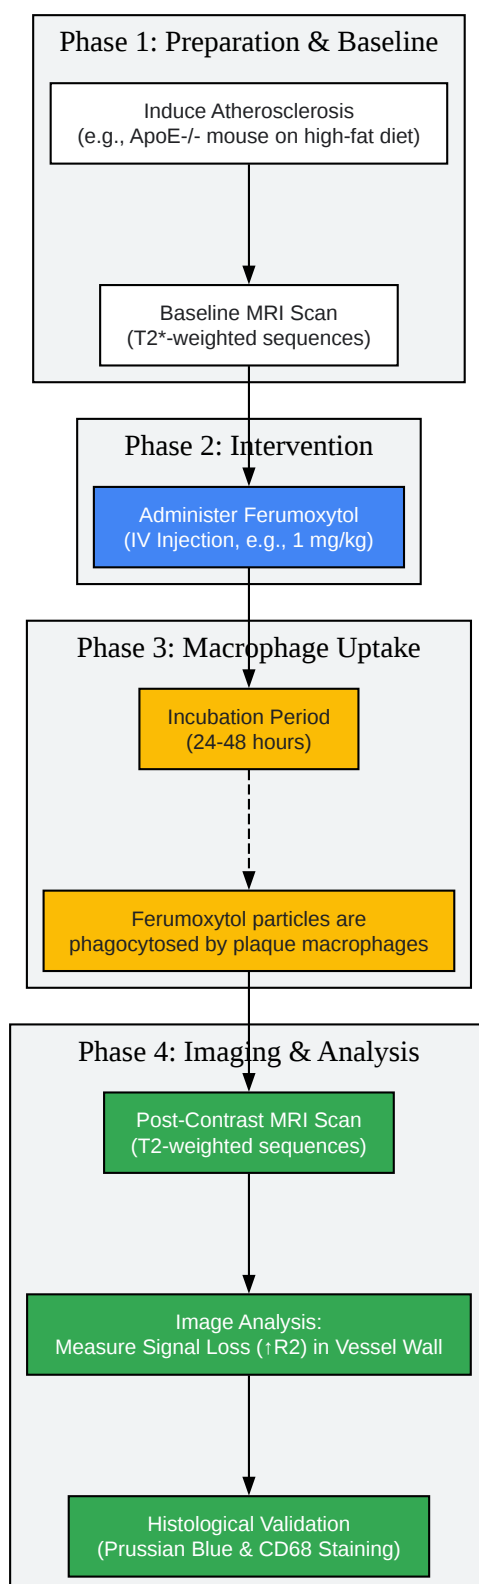 Phase 1: Preparation & Baseline
Induce Atherosclerosis
(e.g., ApoE-/- mouse on high-fat diet)
Baseline MRI Scan
(T2*-weighted sequences)
Phase 2: Intervention
Administer Ferumoxytol
(IV Injection, e.g., 1 mg/kg)
Phase 3: Macrophage Uptake
Incubation Period
(24-48 hours)
Ferumoxytol particles are
phagocytosed by plaque macrophages
Phase 4: Imaging & Analysis
Post-Contrast MRI Scan
(T2-weighted sequences)
Image Analysis:
Measure Signal Loss (↑R2) in Vessel Wall
Histological Validation
(Prussian Blue & CD68 Staining)